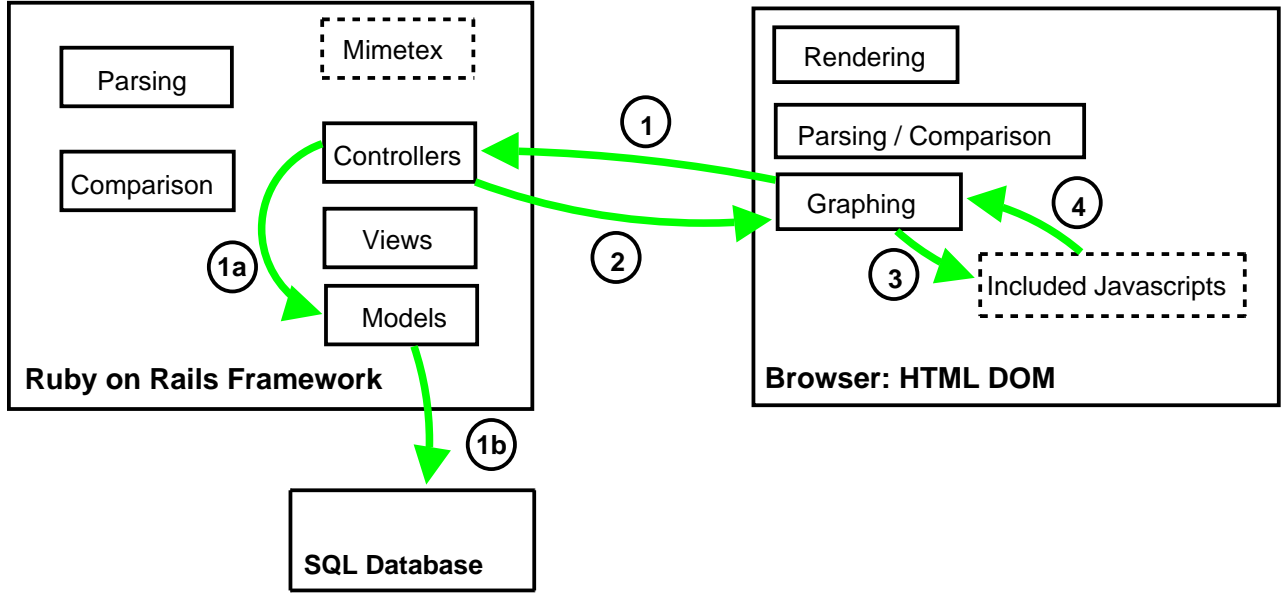 Mimetex
Parsing
Controllers
Comparison
Views
1a
Models
Ruby on Rails Framework
1b
SQL Database
1
2
Rendering
Parsing / Comparison
Graphing
4
3
Included Javascripts
Browser: HTML DOM